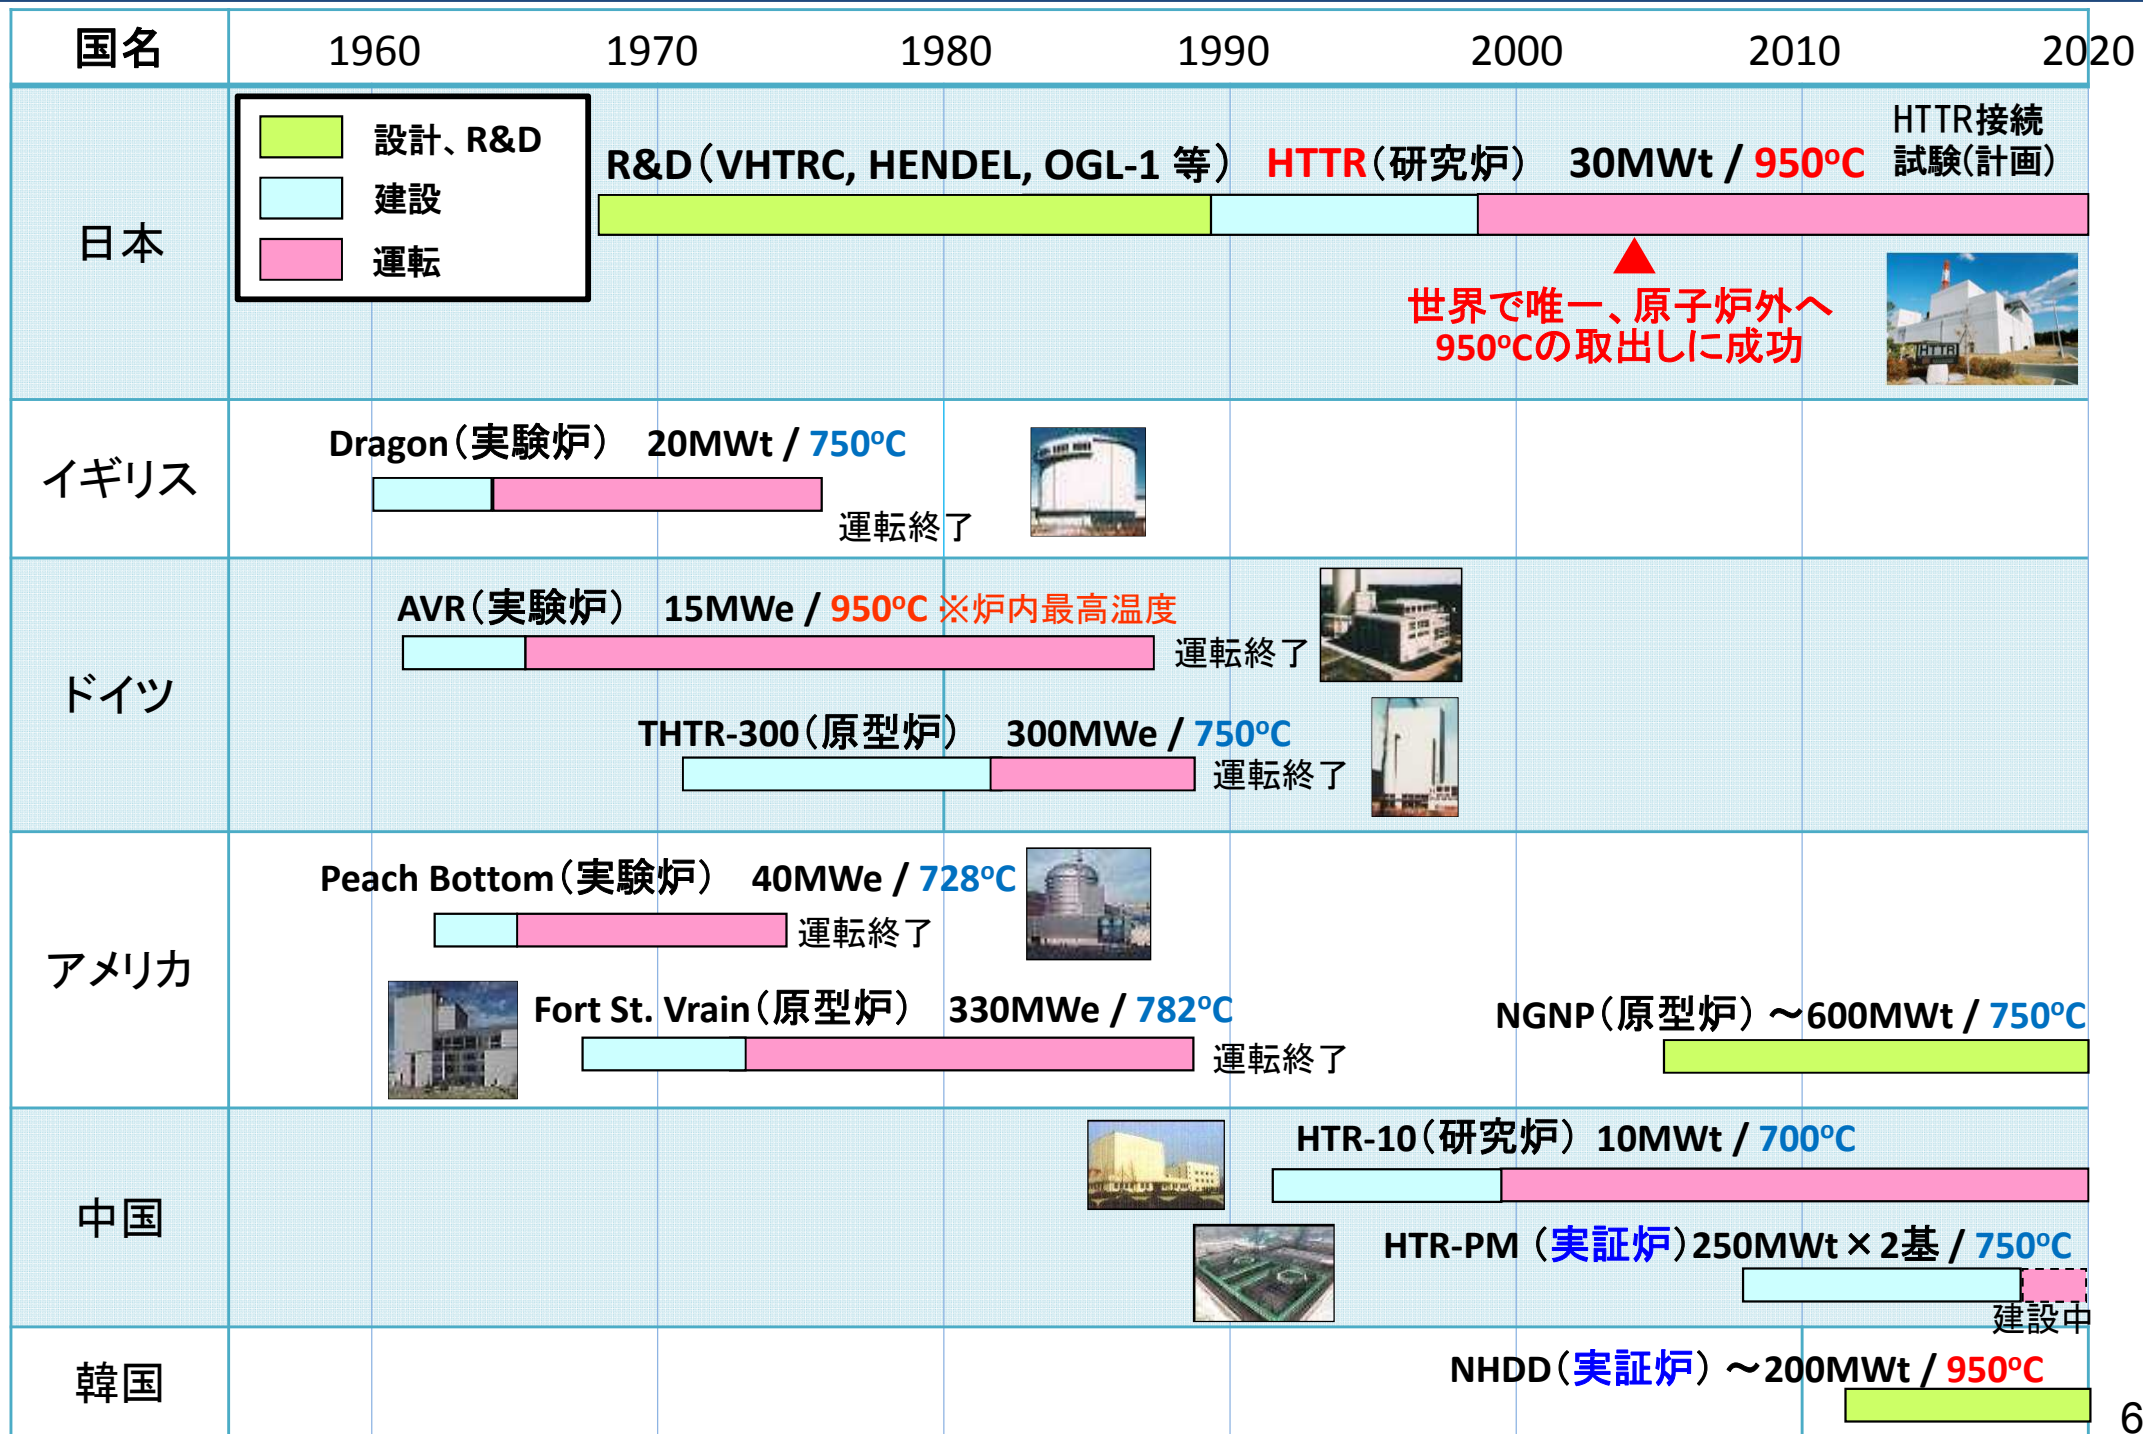 国名 1960 1970 1980 1990 2000 2010 2020
設計、R&D
建設
運転
日本
R&D(VHTRC, HENDEL, OGL-1 等) HTTR(研究炉) 30MWt / 950℃
HTTR接続
試験(計画)
世界で唯一、原子炉外へ
950℃の取出しに成功
HTTR
イギリス
Dragon(実験炉) 20MWt / 750℃
運転終了
ドイツ
AVR(実験炉) 15MWe / 950℃ ※炉内最高温度
運転終了
THTR-300(原型炉) 300MWe / 750℃
運転終了
アメリカ
Peach Bottom(実験炉) 40MWe / 728℃
運転終了
Fort St. Vrain(原型炉) 330MWe / 782℃
運転終了
NGNP(原型炉) ~600MWt / 750℃
中国
HTR-10(研究炉) 10MWt / 700℃
HTR-PM (実証炉)250MWt×2基 / 750℃
建設中
韓国
NHDD(実証炉) ~200MWt / 950℃
6